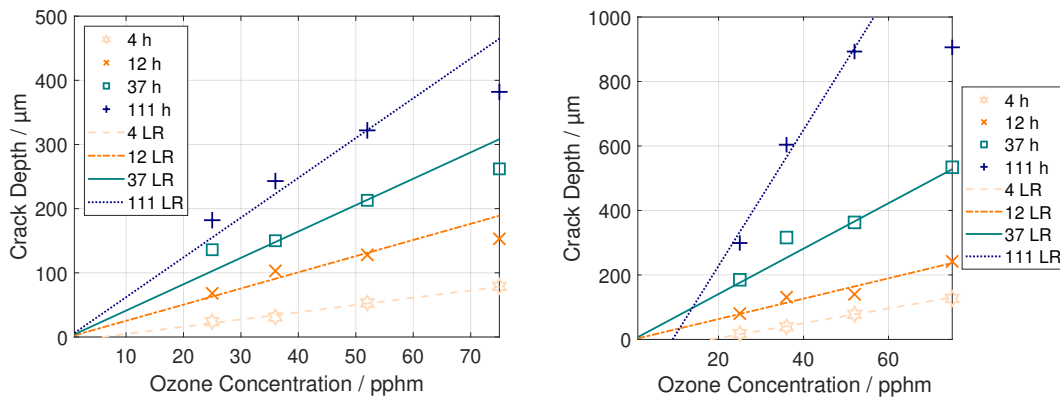 500
400
300
200
100
0
Crack Depth / µm
10 20 30 40 50 60 70
Ozone Concentration / pphm
4 h
12 h
37 h
111 h
4 LR
12 LR
37 LR
111 LR
1000
800
600
400
200
0
Crack Depth / µm
20 40 60
Ozone Concentration / pphm
4 h
12 h
37 h
111 h
4 LR
12 LR
37 LR
111 LR